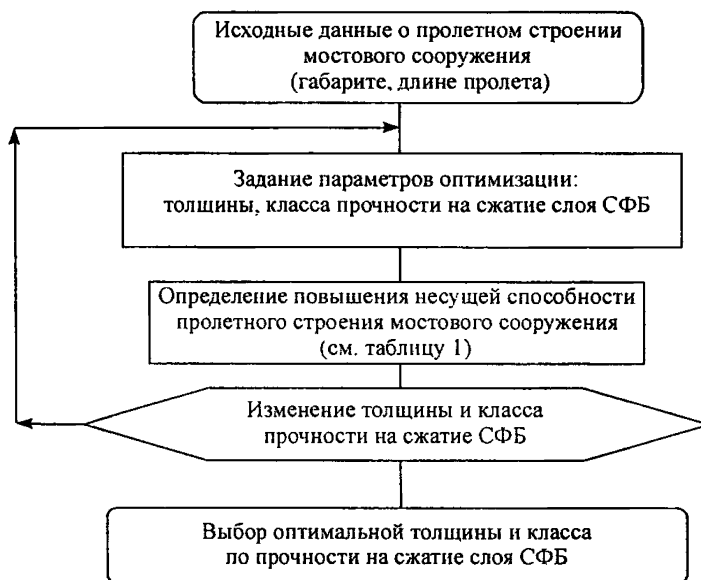 Исходные данные о пролетном строении
мостового сооружения
(габарите, длине пролета)
Задание параметров оптимизации:
толщины, класса прочности на сжатие слоя СФБ
Определение повышения несущей способности
пролетного строения мостового сооружения
(см. таблицу 1)
Изменение толщины и класса
прочности на сжатие СФБ
Выбор оптимальной толщины и класса
по прочности на сжатие слоя СФБ